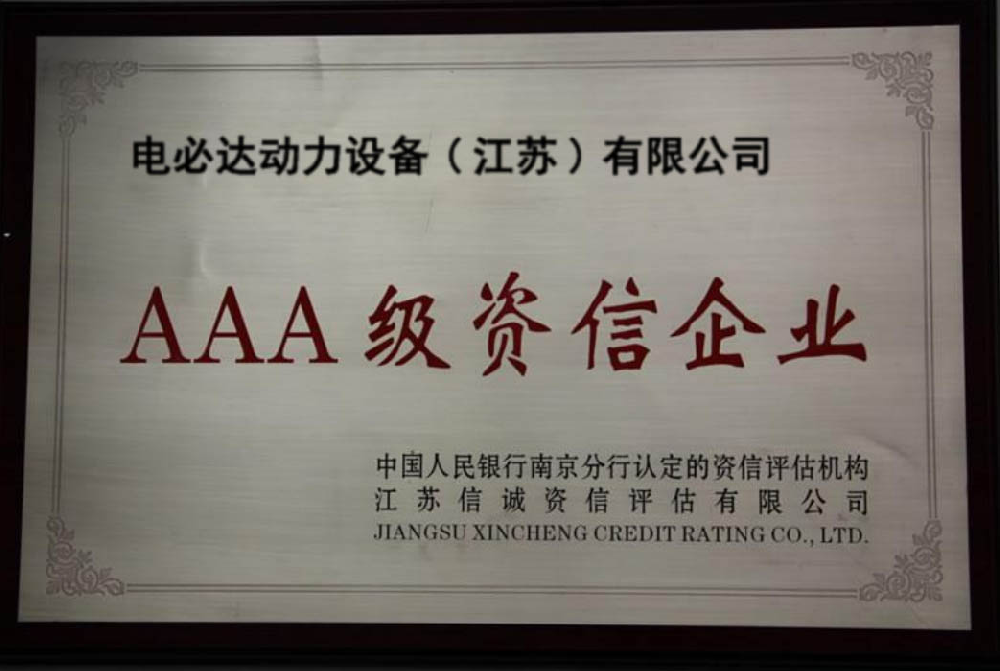 电必达动力设备（江苏）有限公司
AAA级资信企业
中国人民银行南京分行认定的资信评估机构
江苏信诚资信评估有限公司
JIANGSU XINCHENG CREDIT RATING CO., LTD.